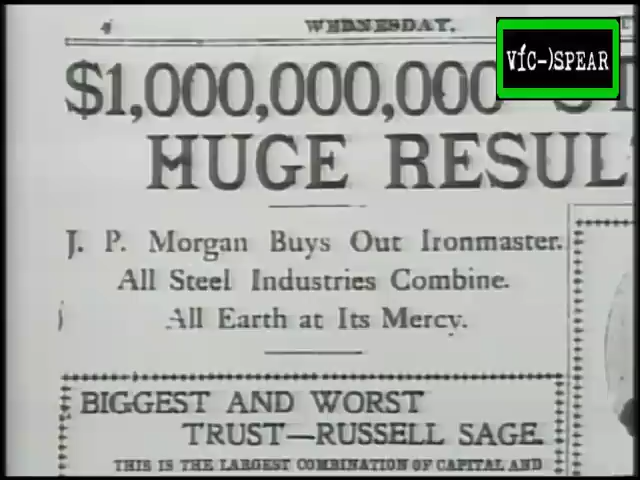 4 WEDNESDAY,
VIC-)SPEAR
$1,000,000,000 ST
HUGE RESUL
J. P. Morgan Buys Out Ironmaster.
All Steel Industries Combine.
All Earth at Its Mercy.
BIGGEST AND WORST
TRUST—RUSSELL SAGE.
THIS IS THE LARGEST COMBINATION OF CAPITAL AND